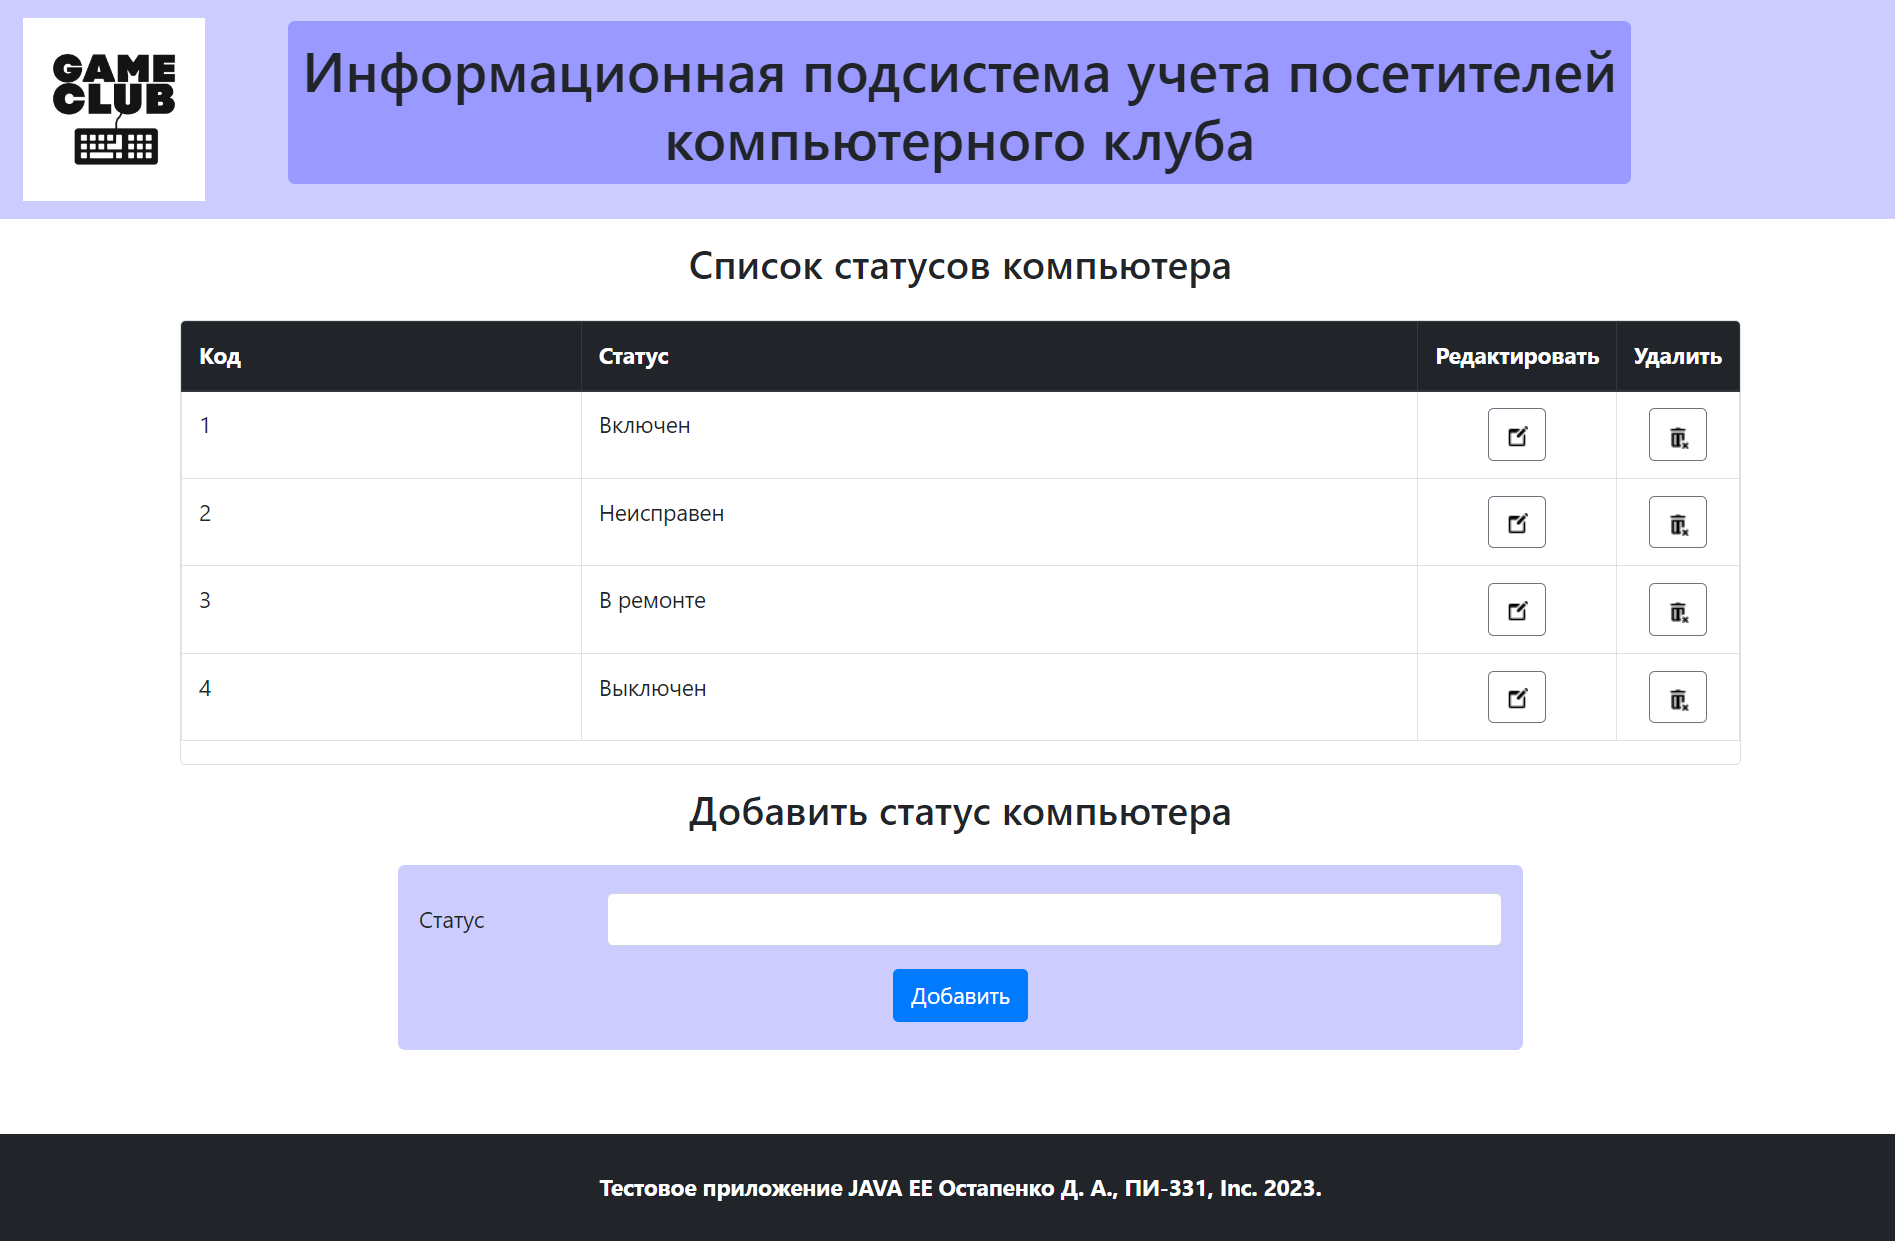 GAME
CLUB
Информационная подсистема учета посетителей
компьютерного клуба
Список статусов компьютера
Код Статус Редактировать Удалить
1 Включен
2 Неисправен
3 В ремонте
4 Выключен
Добавить статус компьютера
Статус
Добавить
Тестовое приложение JAVA EE Остапенко Д. А., ПИ-331, Inc. 2023.